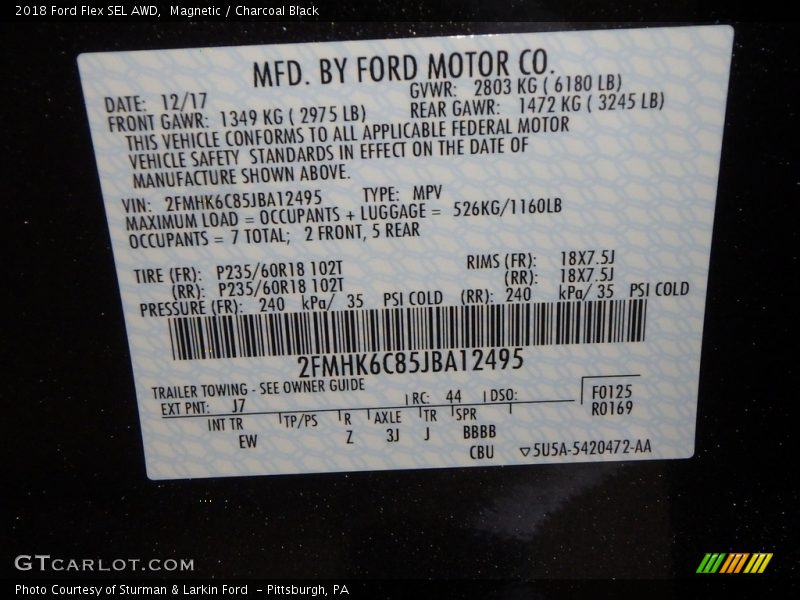 2018 Ford Flex SEL AWD, Magnetic / Charcoal Black
MFD. BY FORD MOTOR CO.
DATE: 12/17 GVWR: 2803 KG ( 6180 LB)
FRONT GAWR: 1349 KG ( 2975 LB) REAR GAWR: 1472 KG ( 3245 LB)
THIS VEHICLE CONFORMS TO ALL APPLICABLE FEDERAL MOTOR
VEHICLE SAFETY STANDARDS IN EFFECT ON THE DATE OF
MANUFACTURE SHOWN ABOVE.
VIN: 2FMHK6C85JBA12495 TYPE: MPV
MAXIMUM LOAD = OCCUPANTS + LUGGAGE = 526KG/1160LB
OCCUPANTS = 7 TOTAL; 2 FRONT, 5 REAR
TIRE (FR): P235/60R18 102T RIMS (FR): 18X7.5J
(RR): P235/60R18 102T (RR): 18X7.5J
PRESSURE (FR): 240 kPa/ 35 PSI COLD (RR): 240 kPa/ 35 PSI COLD
2FMHK6C85JBA12495
TRAILER TOWING - SEE OWNER GUIDE
EXT PNT: J7 RC: 44 DSO: F0125
R0169
INT TR TP/PS R AXLE TR SPR
EW Z 3J J BBBB
CBU 5U5A-5420472-AA
GTCARLOT.COM
Photo Courtesy of Sturman & Larkin Ford - Pittsburgh, PA